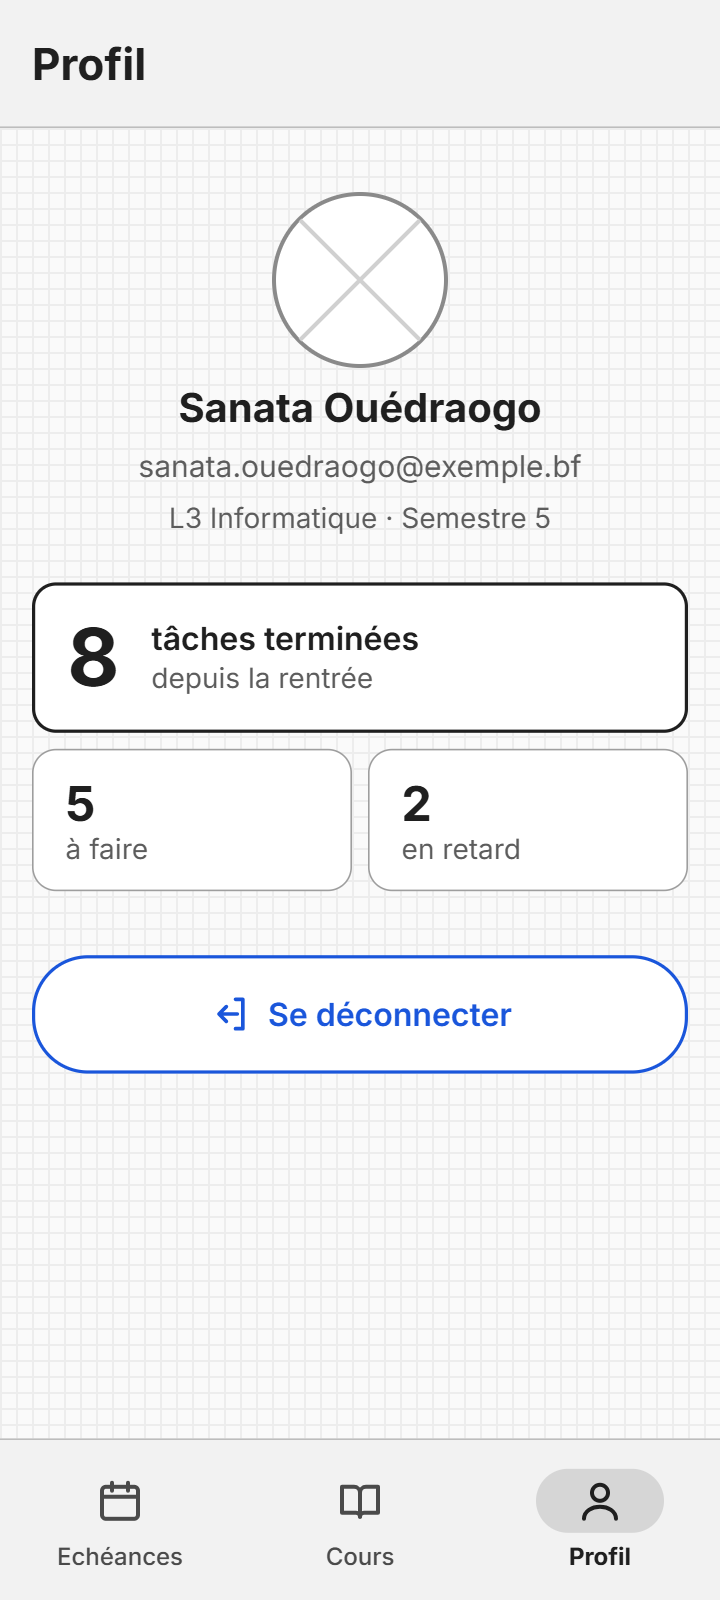 Profil
Sanata Ouédraogo
sanata.ouedraogo@exemple.bf
L3 Informatique · Semestre 5
8
tâches terminées
depuis la rentrée
5
à faire
2
en retard
Se déconnecter
Echéances
Cours
Profil